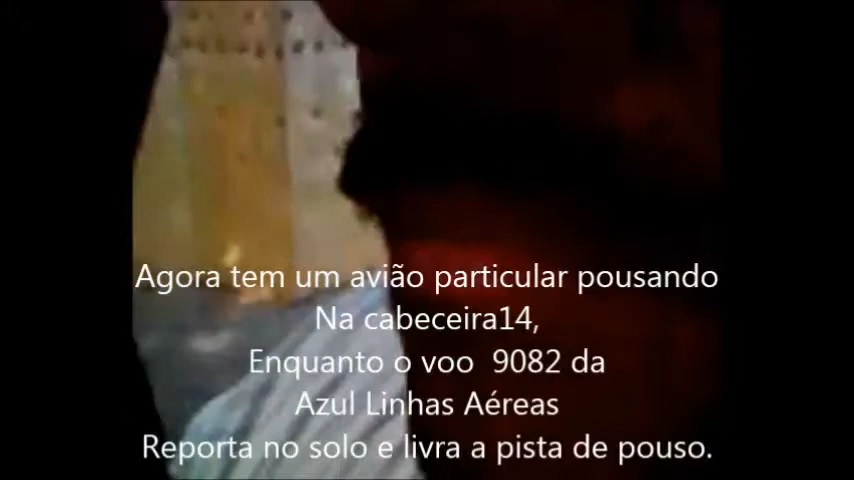 Agora tem um avião particular pousando
Na cabeceira14,
Enquanto o voo 9082 da
Azul Linhas Aéreas
Reporta no solo e livra a pista de pouso.